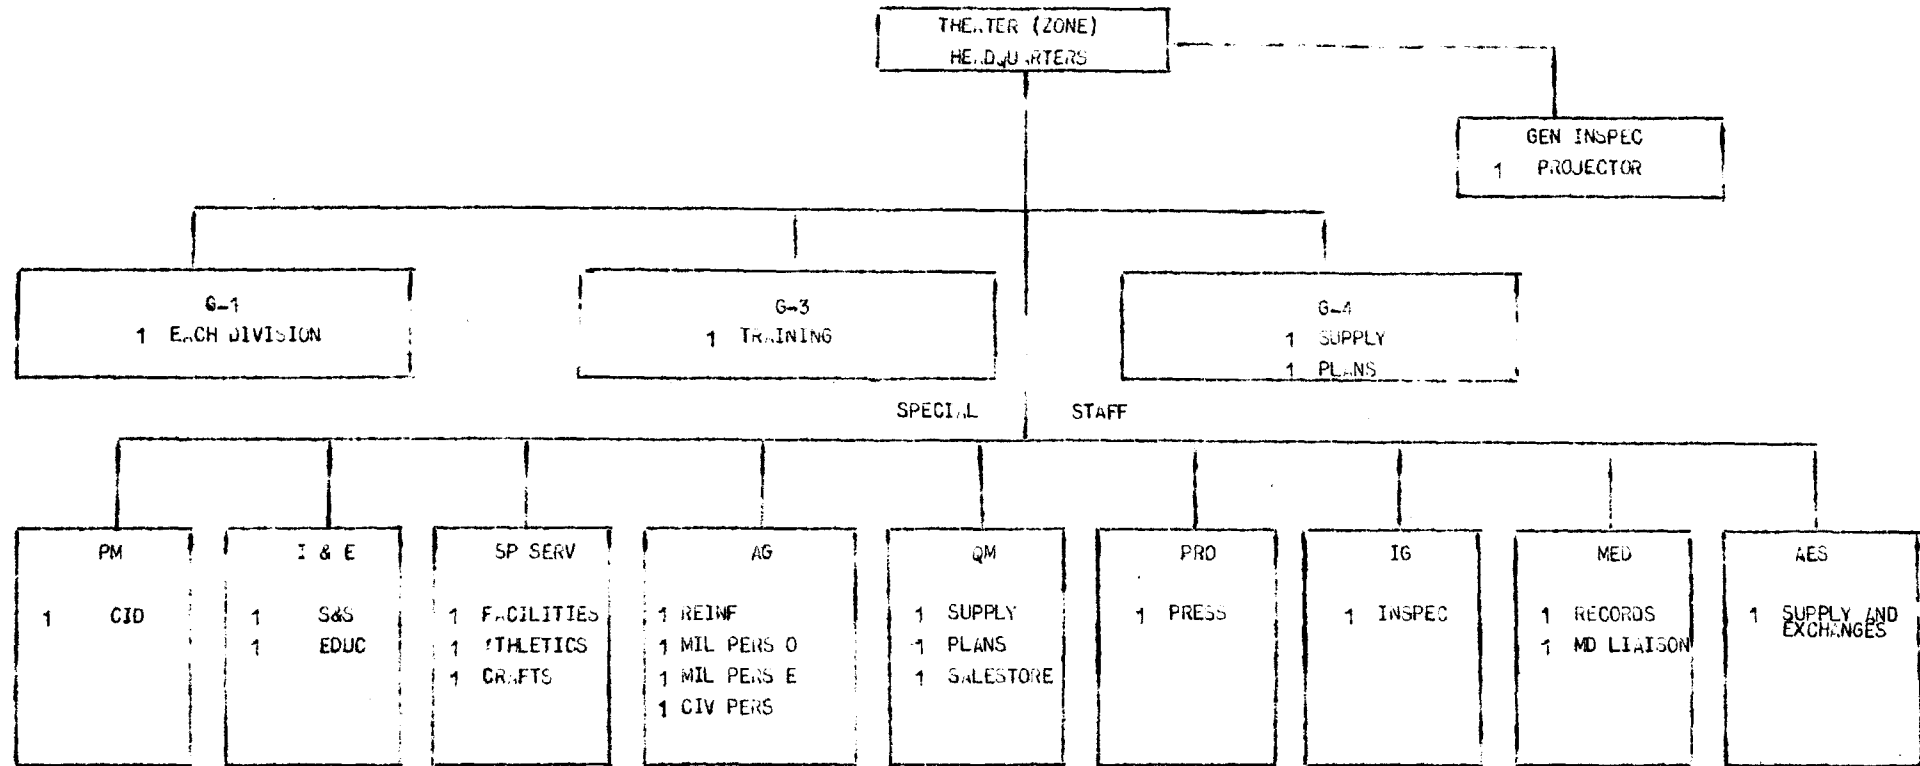 THEATER (ZONE)
HEADQUARTERS
GEN INSPEC
1 PROJECTOR
G-1
1 EACH DIVISION
G-3
1 TRAINING
G-4
1 SUPPLY
1 PLANS
SPECIAL STAFF
PM
1 CID
I & E
1 S&S
1 EDUC
SP SERV
1 FACILITIES
1 ATHLETICS
1 CRAFTS
AG
1 REINF
1 MIL PERS O
1 MIL PERS E
1 CIV PERS
QM
1 SUPPLY
1 PLANS
1 SALESTORE
PRO
1 PRESS
IG
1 INSPEC
MED
1 RECORDS
1 MD LIAISON
AES
1 SUPPLY AND
EXCHANGES